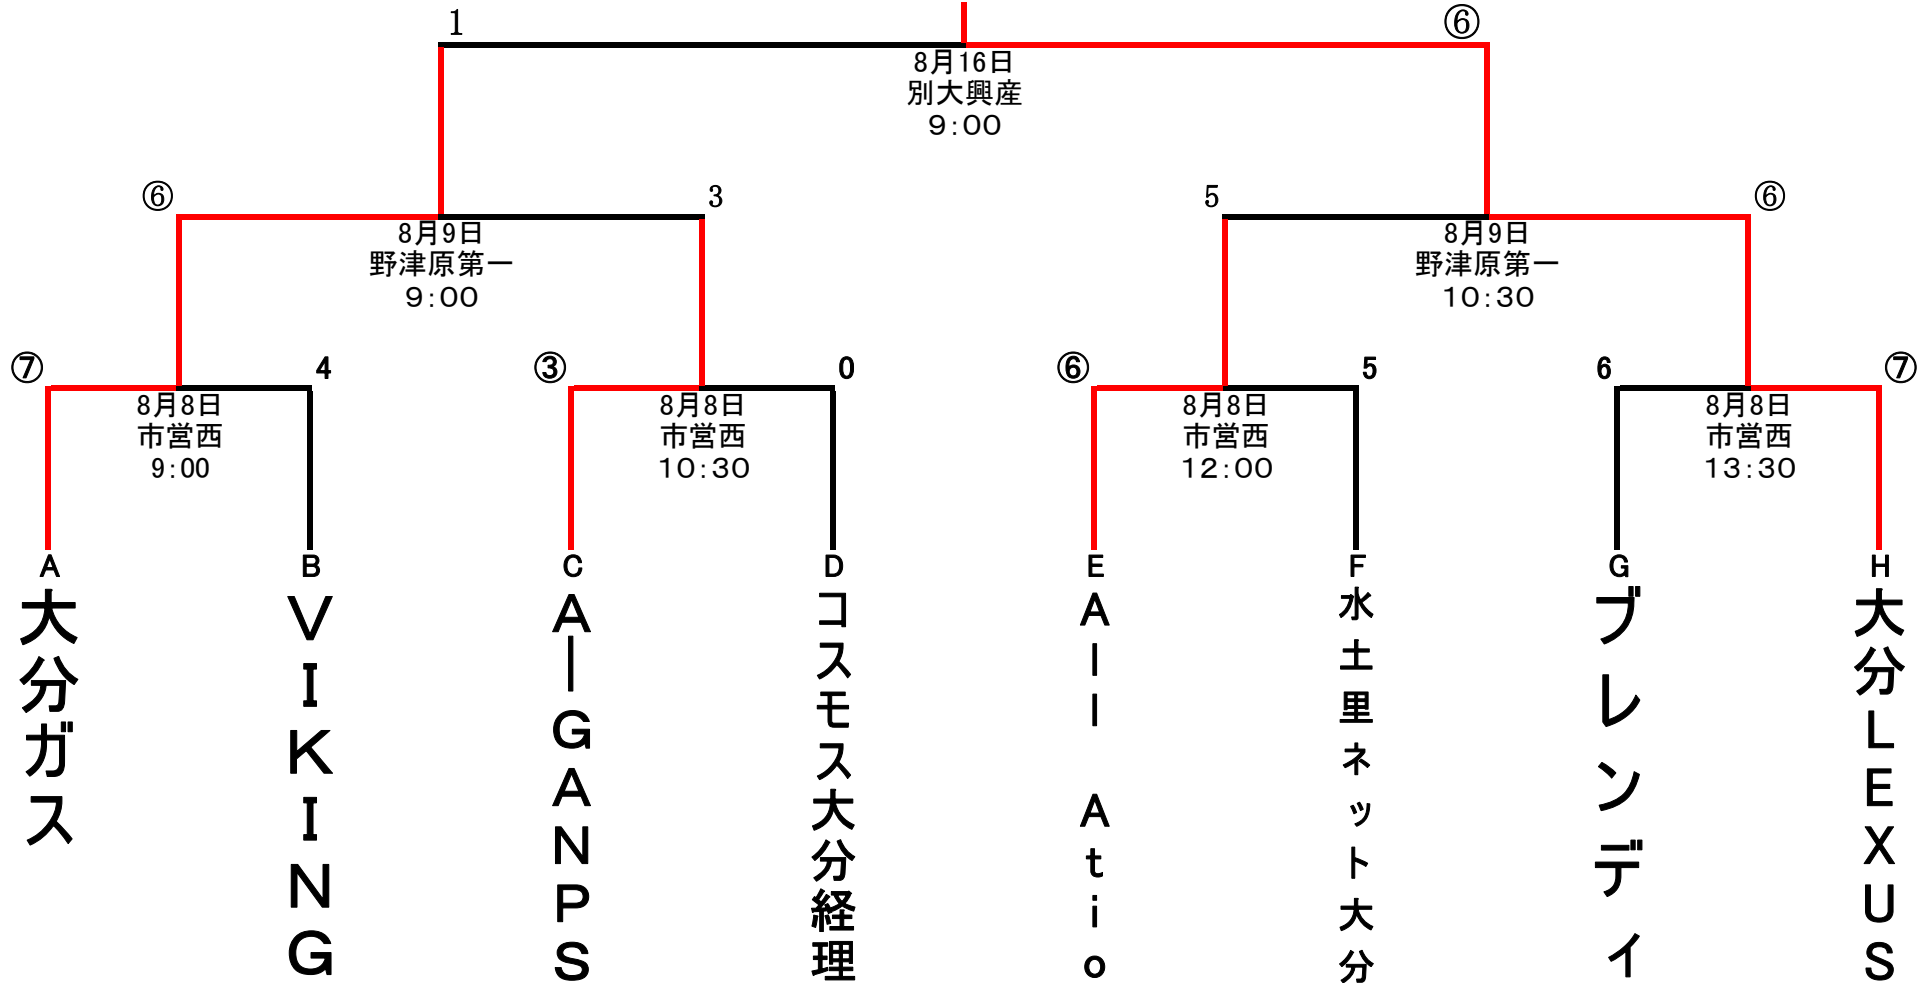 1
⑥
8月16日
別大興産
9:00
⑥
3
5
⑥
8月9日
野津原第一
9:00
8月9日
野津原第一
10:30
⑦
4
③
0
⑥
5
6
⑦
8月8日
市営西
9:00
8月8日
市営西
10:30
8月8日
市営西
12:00
8月8日
市営西
13:30
A
大分ガス
B
VIKING
C
A―GANPS
D
コスモス大分経理
E
All Atio
F
水土里ネット大分
G
ブレンディ
H
大分LEXUS